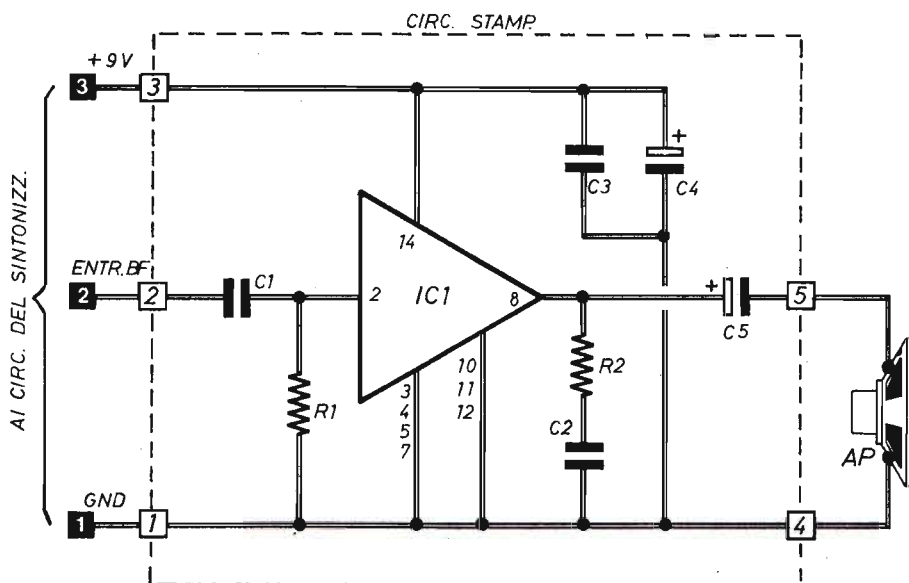 CIRC. STAMP.
+9V
3
3
C3
+
C4
14
AI CIRC. DEL SINTONIZZ.
ENTR.BF.
2
2
C1
2
IC1
8
+
C5
5
R1
3
4
5
7
10
11
12
R2
C2
AP
GND
1
1
4